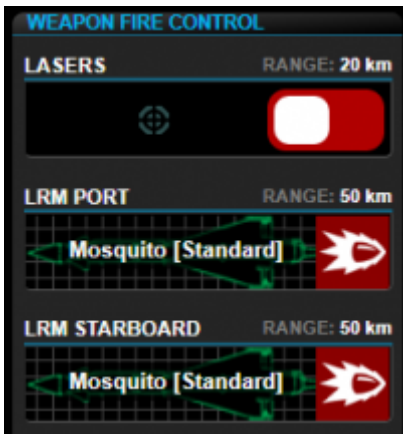 WEAPON FIRE CONTROL
LASERS RANGE: 20 km
LRM PORT RANGE: 50 km
Mosquito [Standard]
LRM STARBOARD RANGE: 50 km
Mosquito [Standard]